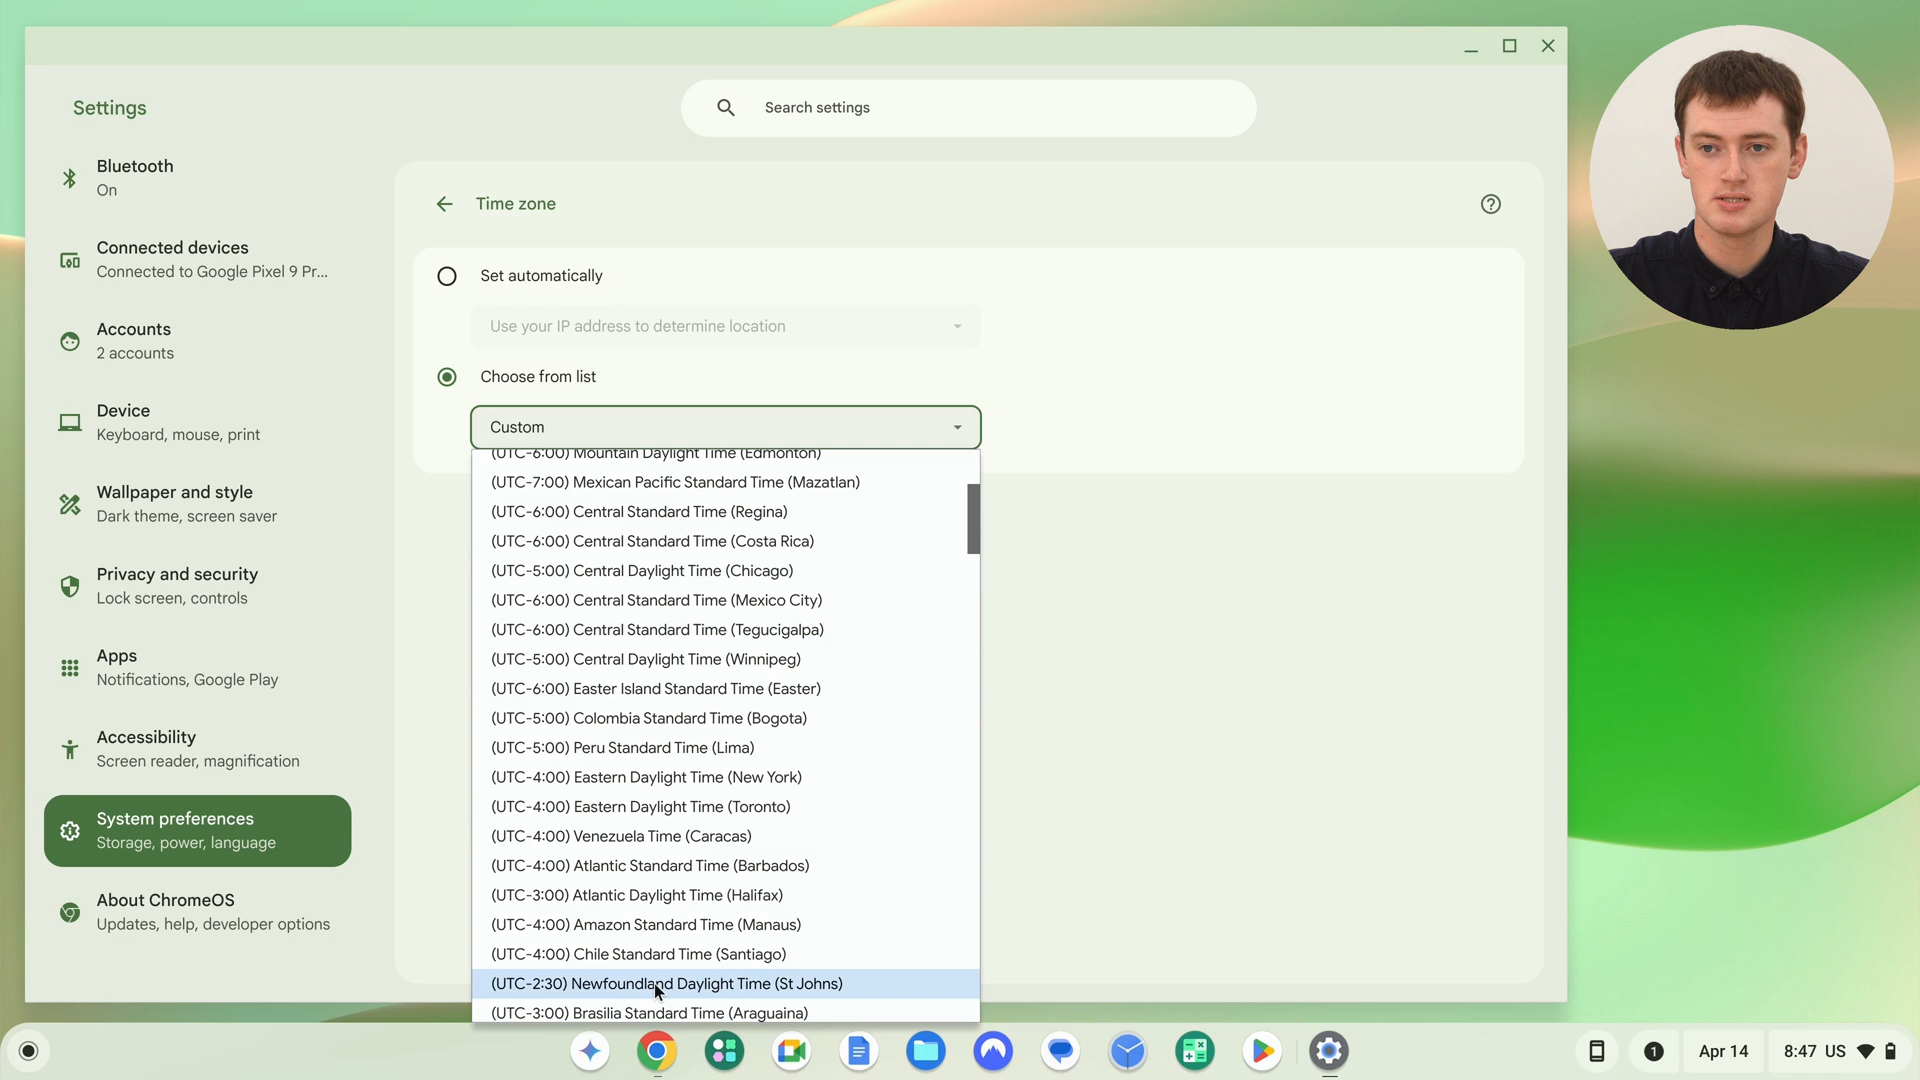 Settings
Search settings
Bluetooth
On
Connected devices
Connected to Google Pixel 9 Pr...
Accounts
2 accounts
Device
Keyboard, mouse, print
Wallpaper and style
Dark theme, screen saver
Privacy and security
Lock screen, controls
Apps
Notifications, Google Play
Accessibility
Screen reader, magnification
System preferences
Storage, power, language
About ChromeOS
Updates, help, developer options
Time zone
Set automatically
Use your IP address to determine location
Choose from list
Custom
(UTC-6:00) Mountain Daylight Time (Edmonton)
(UTC-7:00) Mexican Pacific Standard Time (Mazatlan)
(UTC-6:00) Central Standard Time (Regina)
(UTC-6:00) Central Standard Time (Costa Rica)
(UTC-5:00) Central Daylight Time (Chicago)
(UTC-6:00) Central Standard Time (Mexico City)
(UTC-6:00) Central Standard Time (Tegucigalpa)
(UTC-5:00) Central Daylight Time (Winnipeg)
(UTC-6:00) Easter Island Standard Time (Easter)
(UTC-5:00) Colombia Standard Time (Bogota)
(UTC-5:00) Peru Standard Time (Lima)
(UTC-4:00) Eastern Daylight Time (New York)
(UTC-4:00) Eastern Daylight Time (Toronto)
(UTC-4:00) Venezuela Time (Caracas)
(UTC-4:00) Atlantic Standard Time (Barbados)
(UTC-3:00) Atlantic Daylight Time (Halifax)
(UTC-4:00) Amazon Standard Time (Manaus)
(UTC-4:00) Chile Standard Time (Santiago)
(UTC-2:30) Newfoundland Daylight Time (St Johns)
(UTC-3:00) Brasilia Standard Time (Araguaina)
1
Apr 14
8:47 US